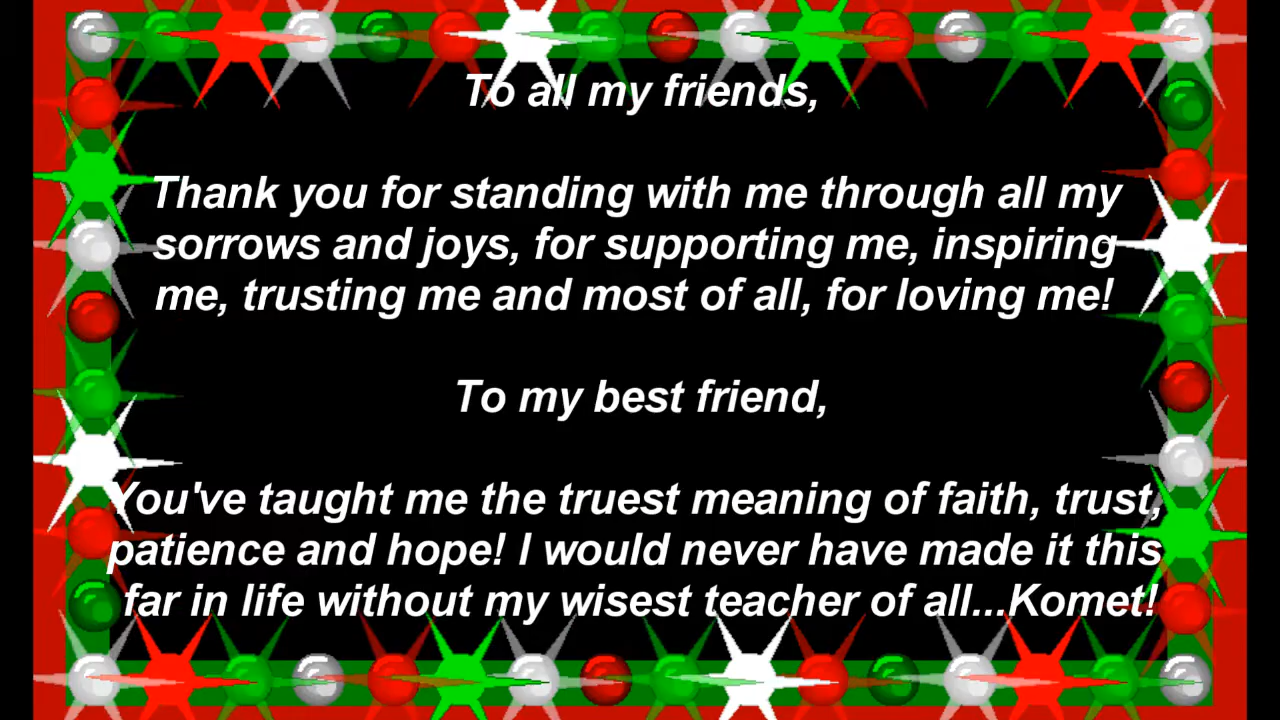 To all my friends,
Thank you for standing with me through all my
sorrows and joys, for supporting me, inspiring
me, trusting me and most of all, for loving me!
To my best friend,
You've taught me the truest meaning of faith, trust,
patience and hope! I would never have made it this
far in life without my wisest teacher of all...Komet!